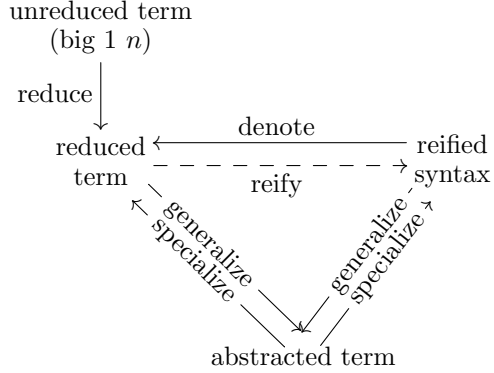 unreduced term
(big 1 n)
reduce
denote
reduced
term
reified
syntax
reify
generalize
specialize
generalize
specialize
abstracted term